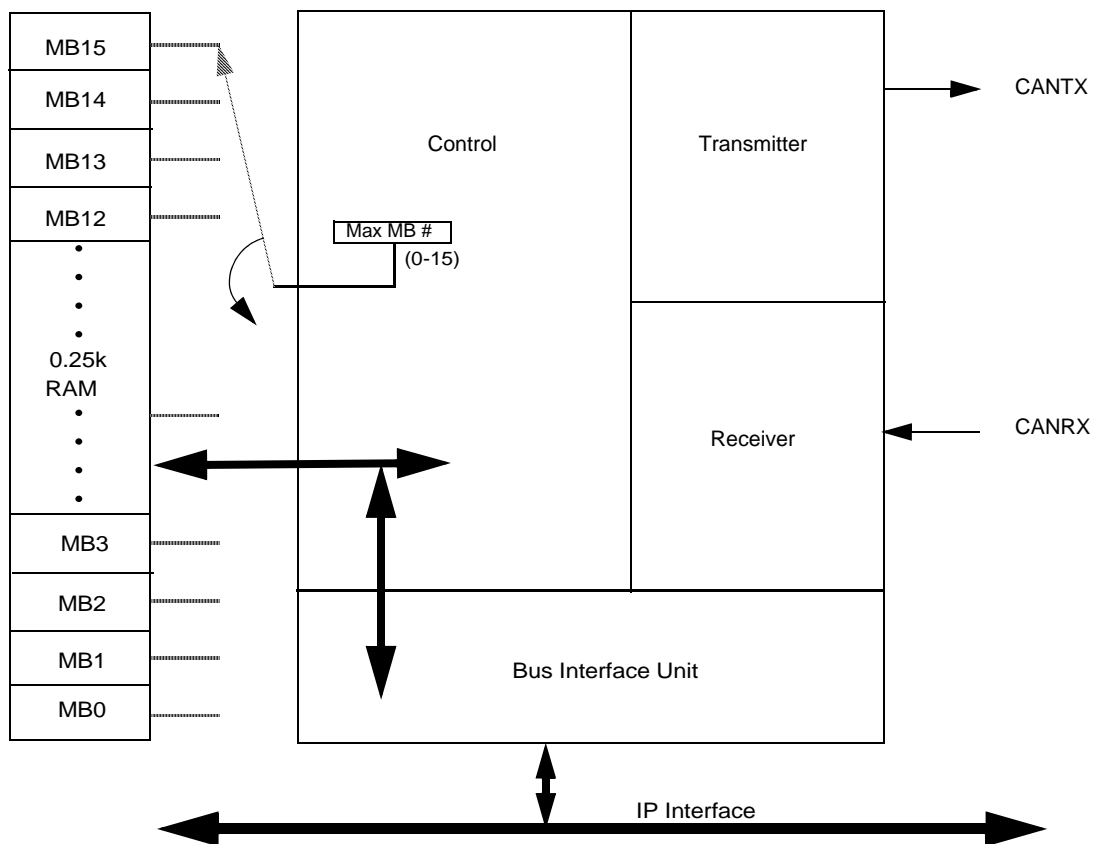 MB15
MB14
MB13
MB12
0.25k
RAM
MB3
MB2
MB1
MB0
Control
Max MB #
(0-15)
Transmitter
Receiver
Bus Interface Unit
CANTX
CANRX
IP Interface